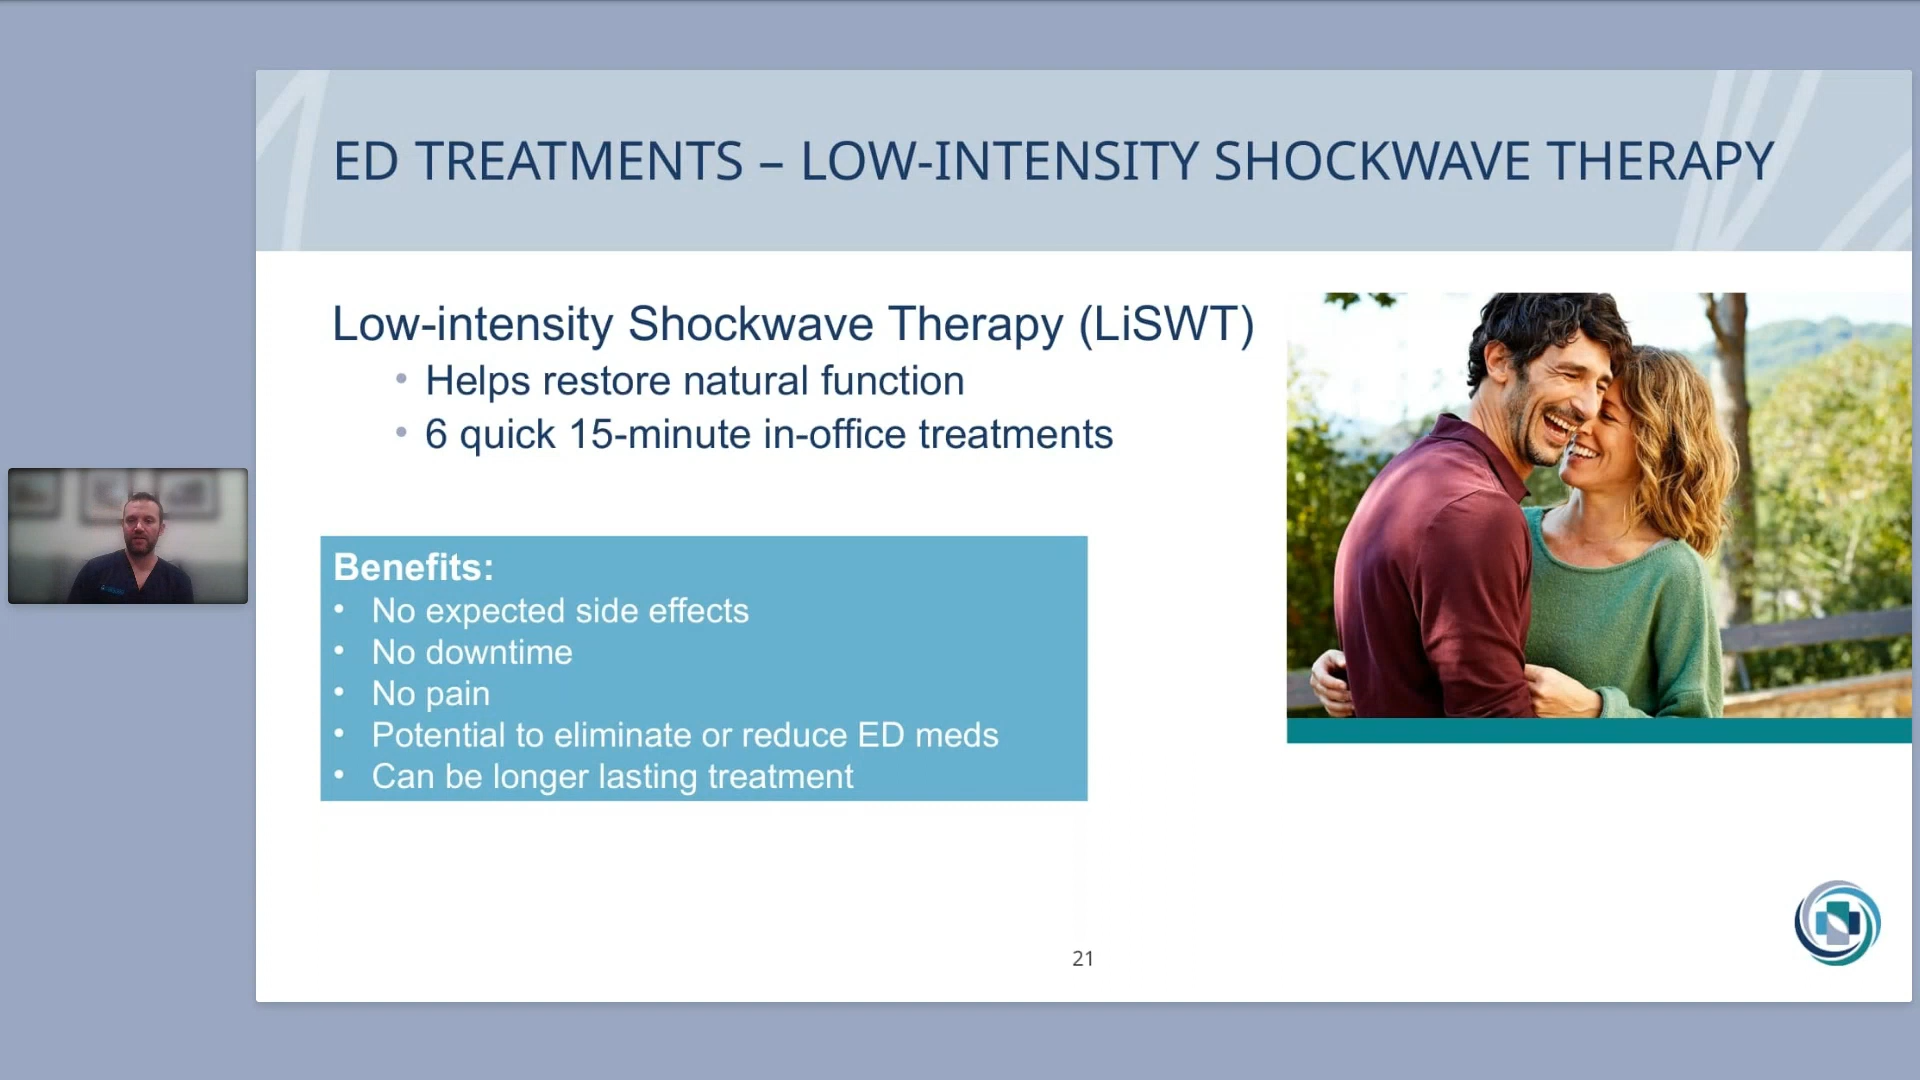 ED TREATMENTS – LOW-INTENSITY SHOCKWAVE THERAPY
Low-intensity Shockwave Therapy (LiSWT)
• Helps restore natural function
• 6 quick 15-minute in-office treatments
Benefits:
• No expected side effects
• No downtime
• No pain
• Potential to eliminate or reduce ED meds
• Can be longer lasting treatment
21